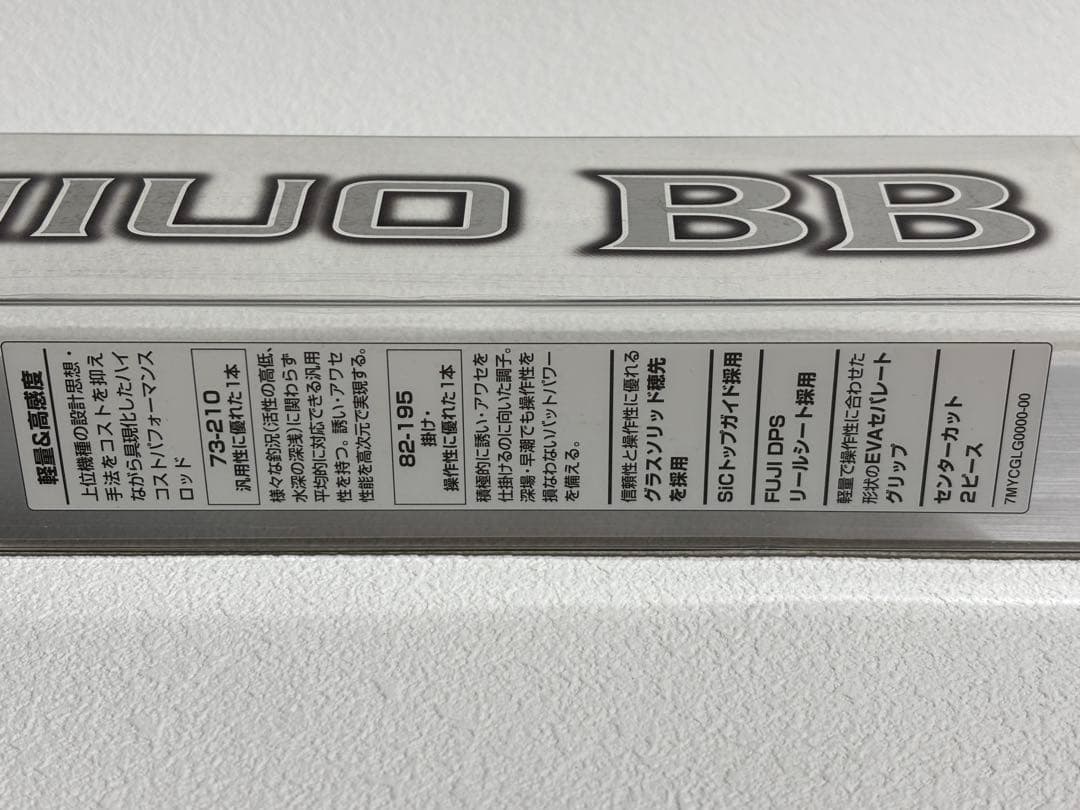 BB
軽量&高感度
上位機種の設計思想・
手法をコストを抑え
ながら具現化したハイ
コストパフォーマンス
ロッド
73-210
汎用性に優れた1本
様々な釣況(活性の高低、
水深の深浅)に関わらず
平均的に対応できる汎用
性を持つ。誘い・アワセ
性能を高次元で実現する。
82-195
掛け・
操作性に優れた1本
積極的に誘い・アワセを
仕掛けるのに向いた調子。
深場・早潮でも操作性を
損なわないバットパワー
を備える。
信頼性と操作性に優れる
グラスソリッド穂先
を採用
SiCトップガイド採用
FUJI DPS
リールシート採用
軽量で操作性に合わせた
形状のEVAセパレート
グリップ
センターカット
2ピース
7MYCGLG0000-00